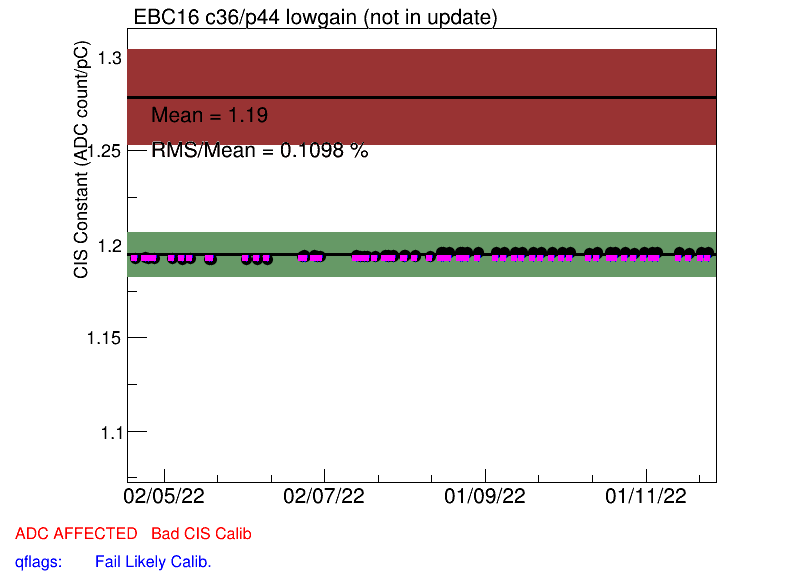 EBC16 c36/p44 lowgain (not in update)
CIS Constant (ADC count/pC)
1.3
Mean = 1.19
1.25
RMS/Mean = 0.1098 %
1.2
1.15
1.1
02/05/22 02/07/22 01/09/22 01/11/22
ADC AFFECTED Bad CIS Calib
qflags: Fail Likely Calib.